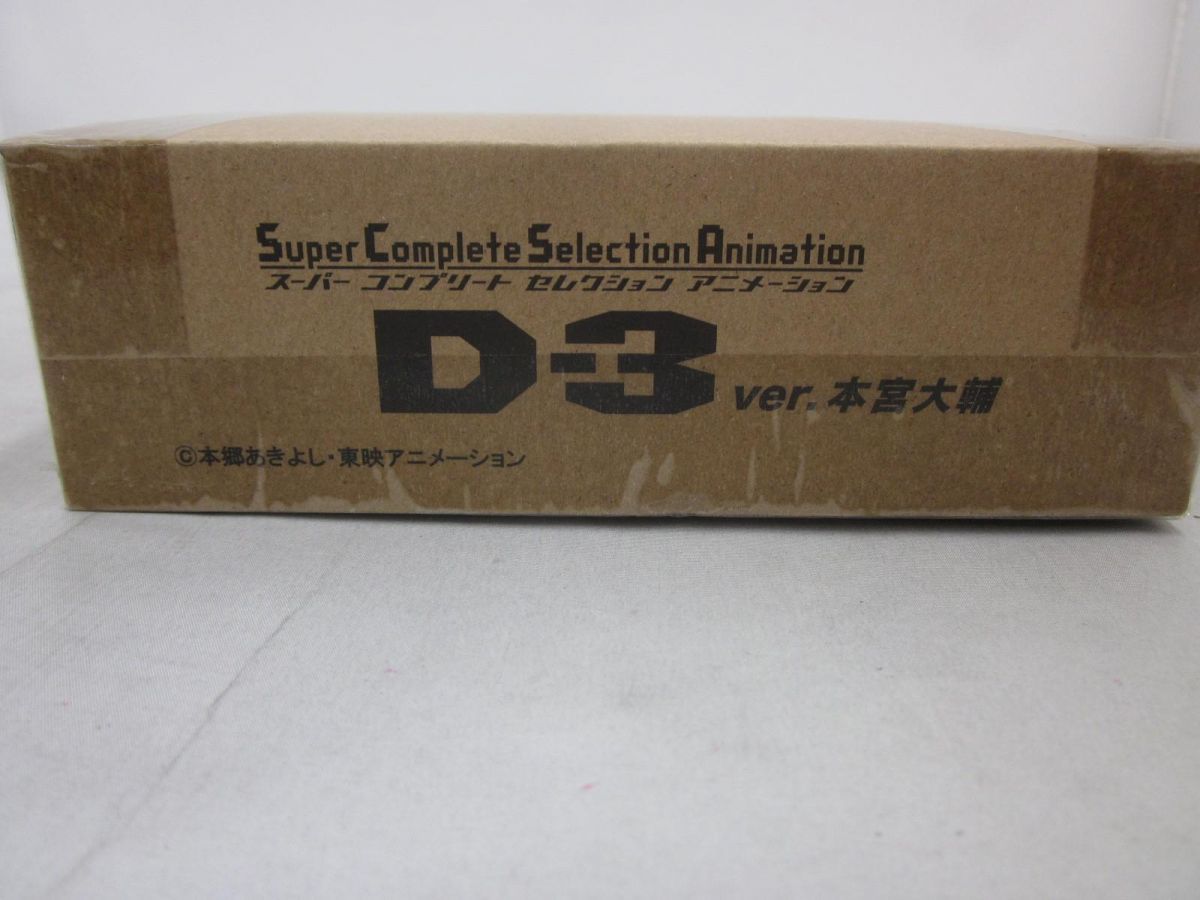 Super Complete Selection Animation
スーパー コンプリート セレクション アニメーション
D-3 ver. 本宮大輔
©本郷あきよし・東映アニメーション